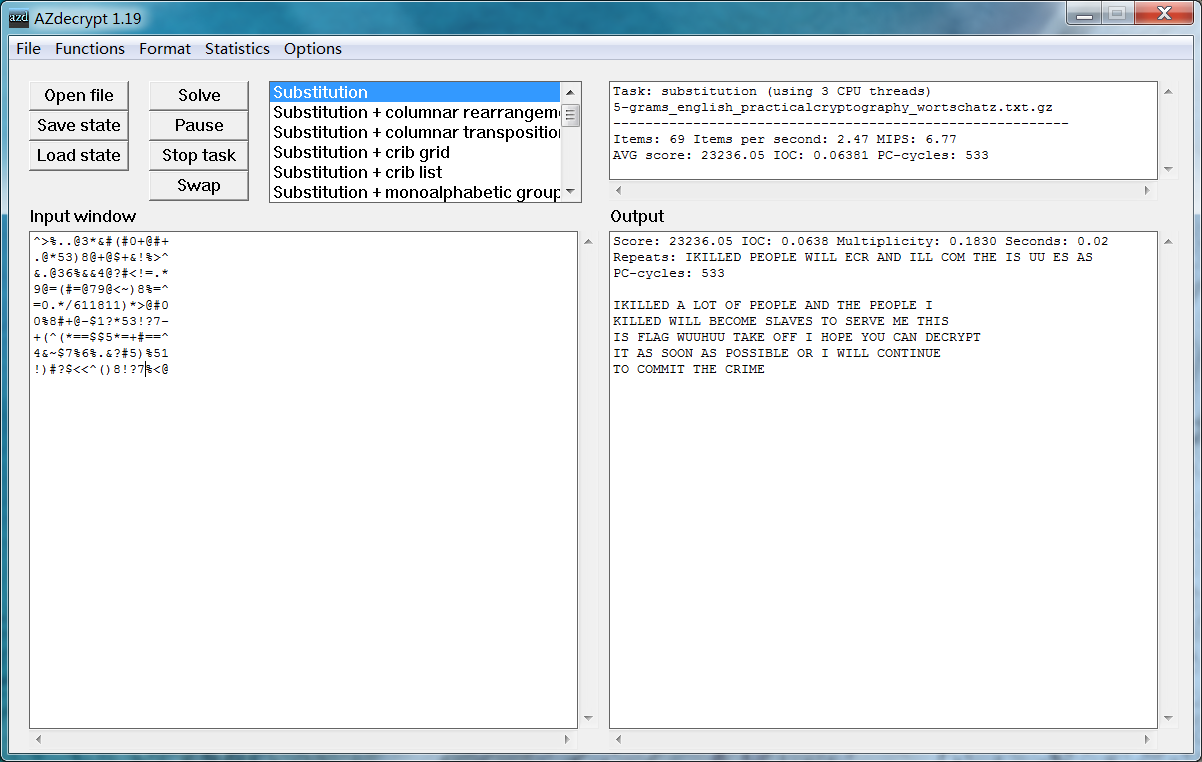 azd AZdecrypt 1.19
File Functions Format Statistics Options
Open file
Save state
Load state
Solve
Pause
Stop task
Swap
Substitution
Substitution + columnar rearrangeme
Substitution + columnar transposition
Substitution + crib grid
Substitution + crib list
Substitution + monoalphabetic group
Task: substitution (using 3 CPU threads)
5-grams_english_practicalcryptography_wortschatz.txt.gz
---------------------------------------------------------
Items: 69 Items per second: 2.47 MIPS: 6.77
AVG score: 23236.05 IOC: 0.06381 PC-cycles: 533
Input window
^>%..@3*&#(#0+@#+
.@*53)8@+@$+&!%>^
&.@36%&&4@?#<!=.*
9@=(#=@79@<~)8%=^
=0.*/611811)*>@#0
0%8#+@-$1?*53!?7-
+(^(*==$$5*=+#==^
4&~$7%6%.&?#5)%51
!)#?$<<^()8!?7%<@
Output
Score: 23236.05 IOC: 0.0638 Multiplicity: 0.1830 Seconds: 0.02
Repeats: IKILLED PEOPLE WILL ECR AND ILL COM THE IS UU ES AS
PC-cycles: 533
IKILLED A LOT OF PEOPLE AND THE PEOPLE I
KILLED WILL BECOME SLAVES TO SERVE ME THIS
IS FLAG WUUHUU TAKE OFF I HOPE YOU CAN DECRYPT
IT AS SOON AS POSSIBLE OR I WILL CONTINUE
TO COMMIT THE CRIME